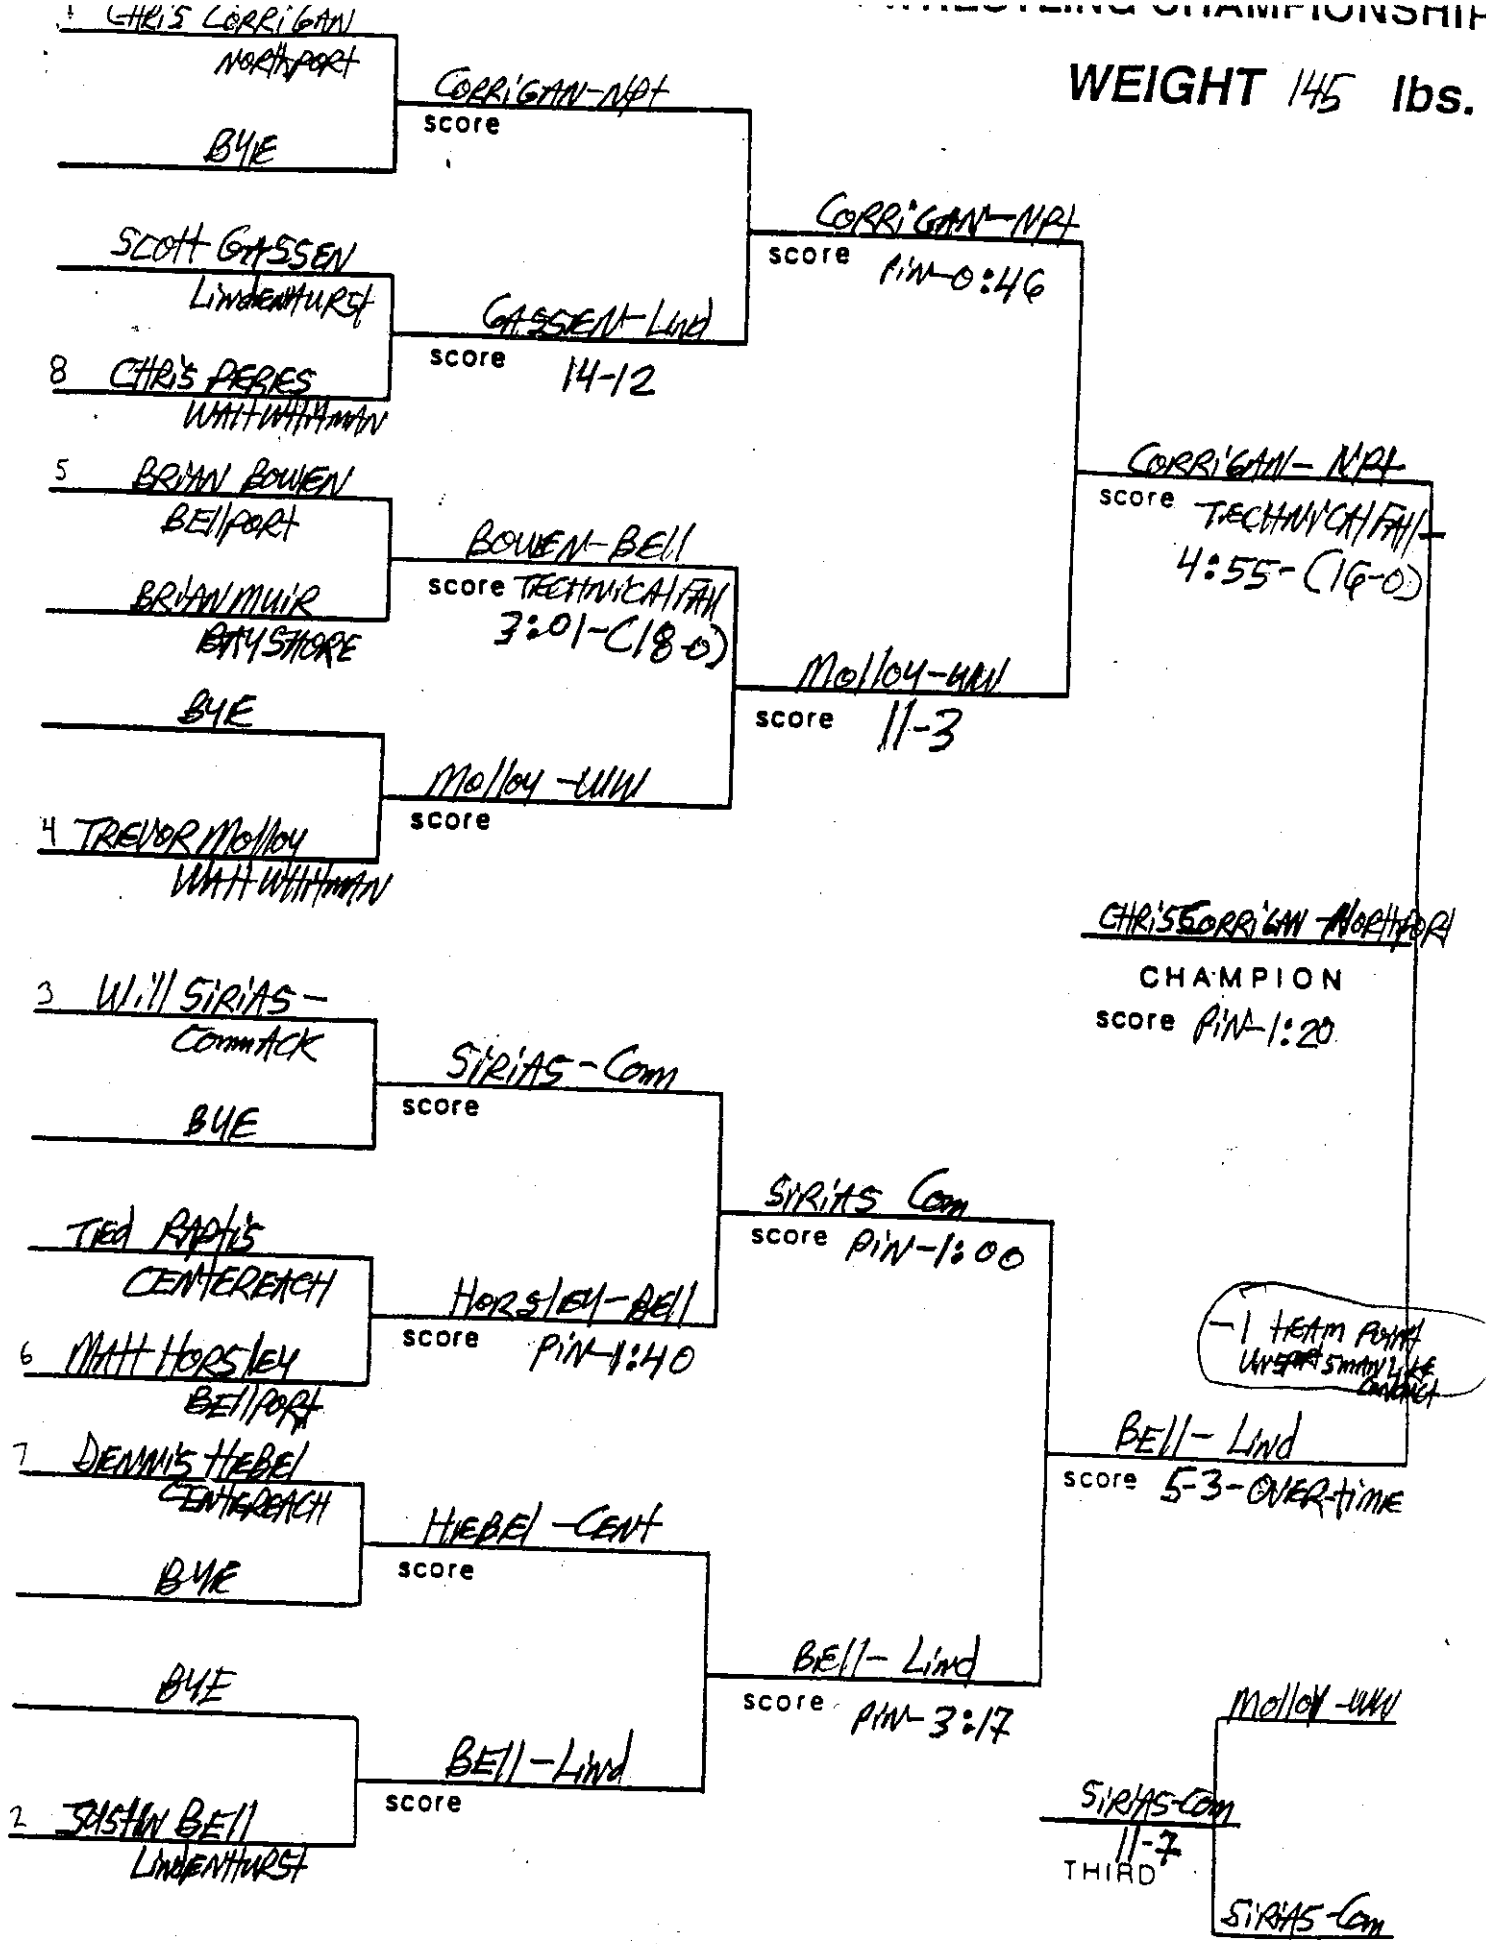 1 CHRIS CORRIGAN
NORTHPORT
BYE
SCOTT GASSEN
LINDENHURST
8 CHRIS PERIES
WALT WHITMAN
5 BRIAN BOWEN
BELLPORT
BRIAN MUIR
BAYSHORE
BYE
4 TREVOR Molloy
WALT WHITMAN
3 Will SIRIAS -
COMMACK
BYE
TED RAPTIS
CENTEREACH
6 MATT HORSLEY
BELLPORT
7 DENNIS HEBEL
CENTEREACH
BYE
BYE
2 JUSTIN BELL
LINDENHURST
CORRIGAN-NPt
score
GASSEN-Lind
score 14-12
BOWEN-BELL
score TECHNICAL FALL
3:01-(18-0)
Molloy-WW
score
SIRIAS-Comm
score
HORSLEY-BELL
score PIN-1:40
HEBEL-CENT
score
BELL-Lind
score
CORRIGAN-NPt
score PIN-0:46
Molloy-WW
score 11-3
SIRIAS Com
score PIN-1:00
BELL-Lind
score PIN-3:17
WRESTLING CHAMPIONSHIP
WEIGHT 145 lbs.
CORRIGAN-NPt
score TECHNICAL FALL
4:55-(16-0)
CHRIS CORRIGAN-NORTHPORT
CHAMPION
score PIN-1:20
-1 TEAM POINT
UNSPORTSMANLIKE
CONDUCT
BELL-Lind
score 5-3-OVERTIME
Molloy-WW
SIRIAS-Com
11-7
THIRD
SIRIAS-Com